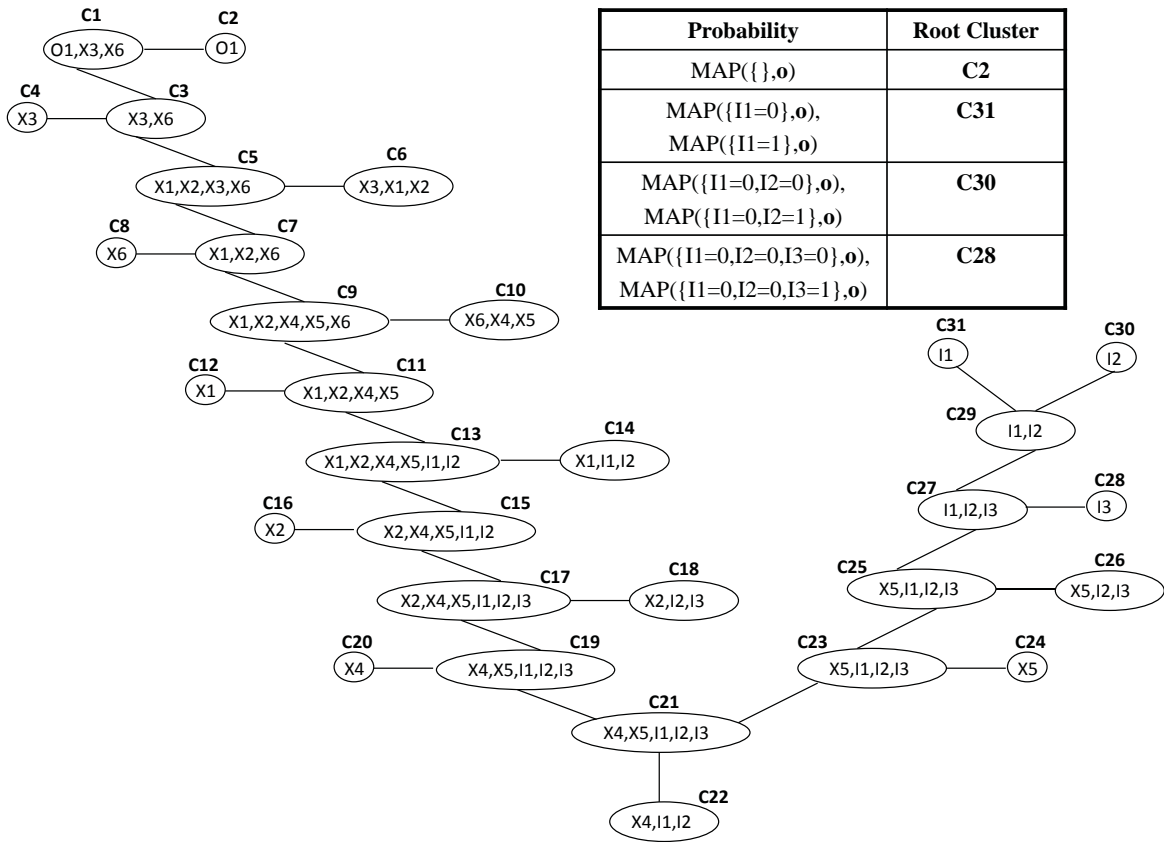 C1
O1,X3,X6
C2
O1
C4
X3
C3
X3,X6
C5
X1,X2,X3,X6
C6
X3,X1,X2
C8
X6
C7
X1,X2,X6
C9
X1,X2,X4,X5,X6
C10
X6,X4,X5
C12
X1
C11
X1,X2,X4,X5
C13
X1,X2,X4,X5,I1,I2
C14
X1,I1,I2
C16
X2
C15
X2,X4,X5,I1,I2
C17
X2,X4,X5,I1,I2,I3
C18
X2,I2,I3
C20
X4
C19
X4,X5,I1,I2,I3
C21
X4,X5,I1,I2,I3
C22
X4,I1,I2
C23
X5,I1,I2,I3
C24
X5
C25
X5,I1,I2,I3
C26
X5,I2,I3
C27
I1,I2,I3
C28
I3
C29
I1,I2
C31
I1
C30
I2
Probability Root Cluster
MAP({},o) C2
MAP({I1=0},o), C31
MAP({I1=1},o)
MAP({I1=0,I2=0},o), C30
MAP({I1=0,I2=1},o)
MAP({I1=0,I2=0,I3=0},o), C28
MAP({I1=0,I2=0,I3=1},o)